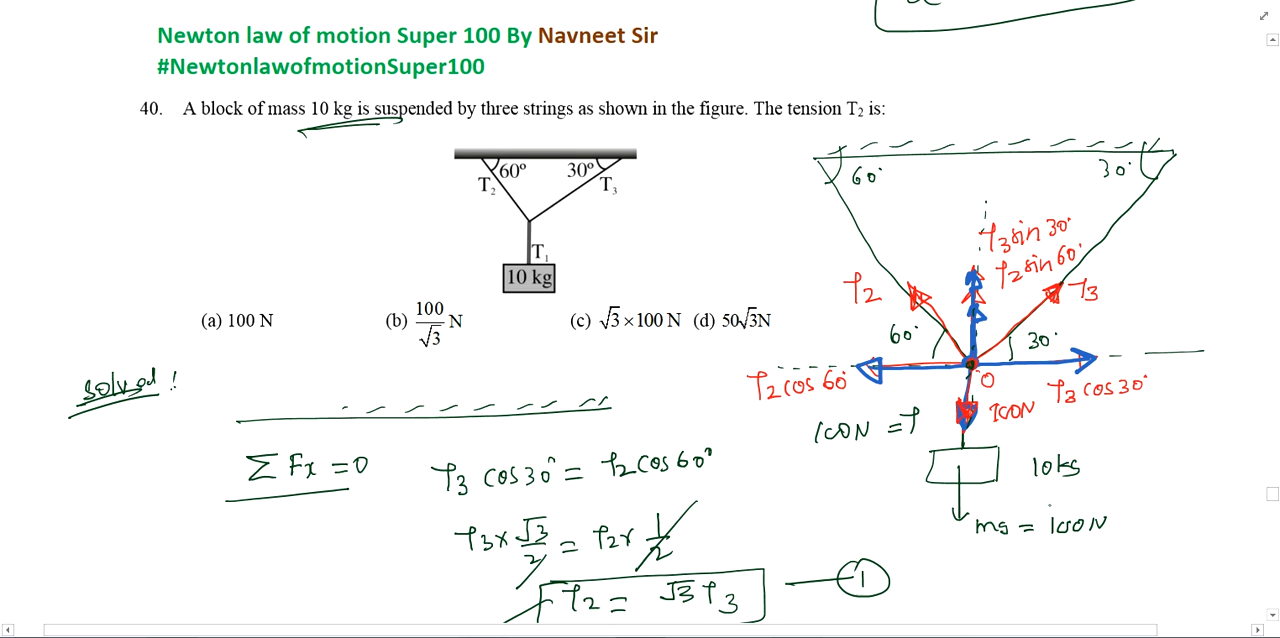 Newton law of motion Super 100 By Navneet Sir
#NewtonlawofmotionSuper100
40. A block of mass 10 kg is suspended by three strings as shown in the figure. The tension T₂ is:
60° 30°
T₂ T₃
T₁
10 kg
(a) 100 N (b) 100/√3 N (c) √3 × 100 N (d) 50√3N
Solved !
60° 30°
T₃ sin 30°
T₂ sin 60°
T₂ T₃
60° 30°
T₂ cos 60° O T₃ cos 30°
100N
100N = T
10kg
mg = 100N
Σ Fx = 0 T₃ cos 30° = T₂ cos 60°
T₃ × √3/2 = T₂ × 1/2
T₂ = √3 T₃ 1